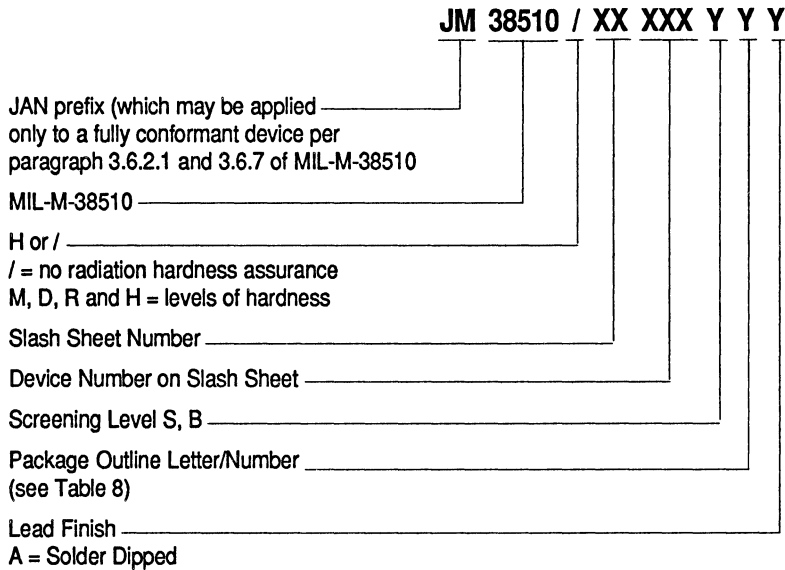 JM 38510 / XX XXX Y Y Y
JAN prefix (which may be applied
only to a fully conformant device per
paragraph 3.6.2.1 and 3.6.7 of MIL-M-38510
MIL-M-38510
H or /
/ = no radiation hardness assurance
M, D, R and H = levels of hardness
Slash Sheet Number
Device Number on Slash Sheet
Screening Level S, B
Package Outline Letter/Number
(see Table 8)
Lead Finish
A = Solder Dipped